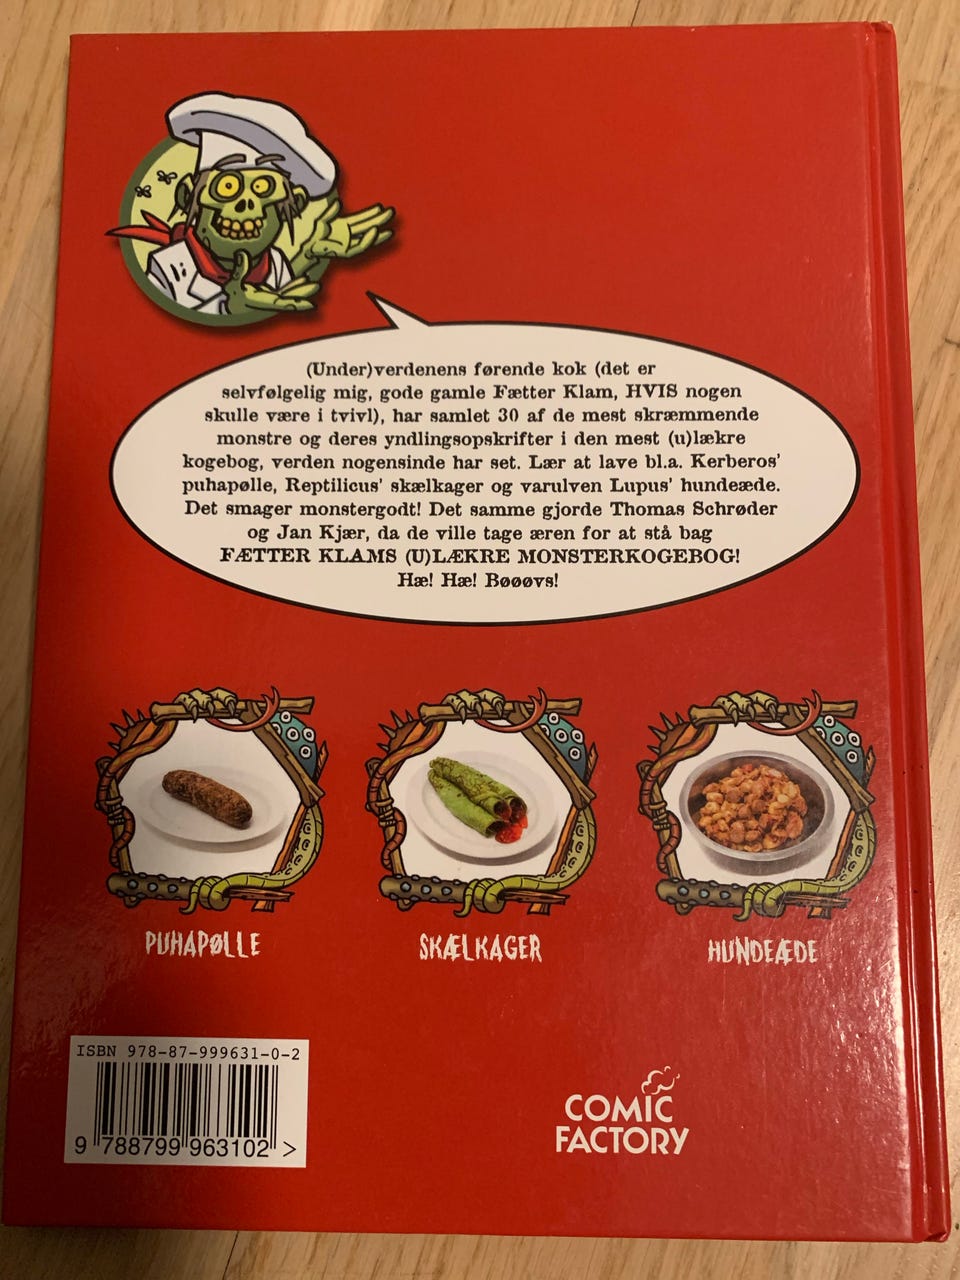 (Under)verdenens førende kok (det er
selvfølgelig mig, gode gamle Fætter Klam, HVIS nogen
skulle være i tvivl), har samlet 30 af de mest skræmmende
monstre og deres yndlingsopskrifter i den mest (u)lækre
kogebog, verden nogensinde har set. Lær at lave bl.a. Kerberos'
puhapølle, Reptilicus' skælkager og varulven Lupus' hundeæde.
Det smager monstergodt! Det samme gjorde Thomas Schrøder
og Jan Kjær, da de ville tage æren for at stå bag
FÆTTER KLAMS (U)LÆKRE MONSTERKOGEBOG!
Hæ! Hæ! Bøøøvs!
PUHAPØLLE
SKÆLKAGER
HUNDEÆDE
ISBN 978-87-999631-0-2
9 788799 963102 >
COMIC
FACTORY